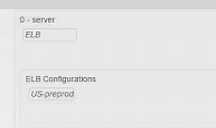 0 - server
ELB
ELB Configurations
US-preprod